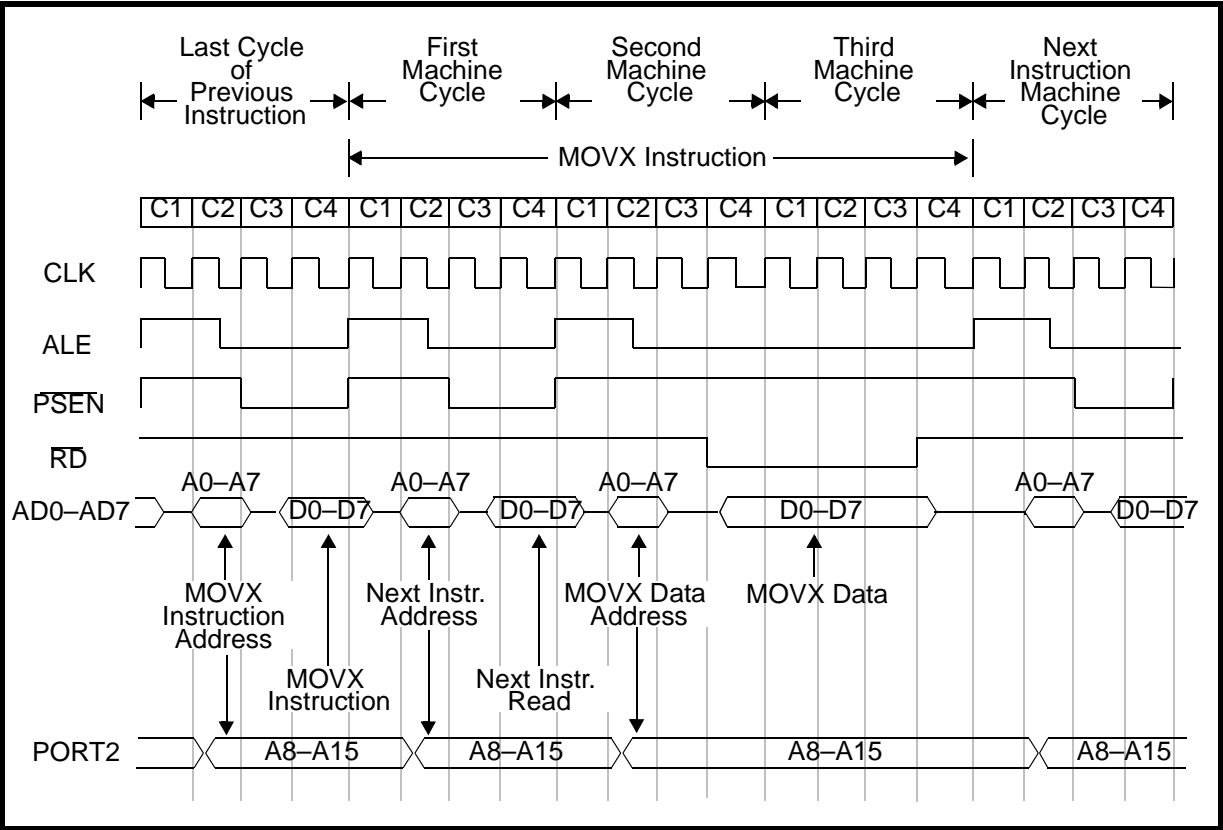 Last Cycle
of
Previous
Instruction
First
Machine
Cycle
Second
Machine
Cycle
Third
Machine
Cycle
Next
Instruction
Machine
Cycle
MOVX Instruction
C1 C2 C3 C4 C1 C2 C3 C4 C1 C2 C3 C4 C1 C2 C3 C4 C1 C2 C3 C4
CLK
ALE
PSEN
RD
A0–A7 A0–A7 A0–A7 A0–A7
AD0–AD7 D0–D7 D0–D7 D0–D7 D0–D7
MOVX
Instruction
Address
Next Instr.
Address
MOVX Data
Address
MOVX Data
MOVX
Instruction
Next Instr.
Read
PORT2 A8–A15 A8–A15 A8–A15 A8–A15